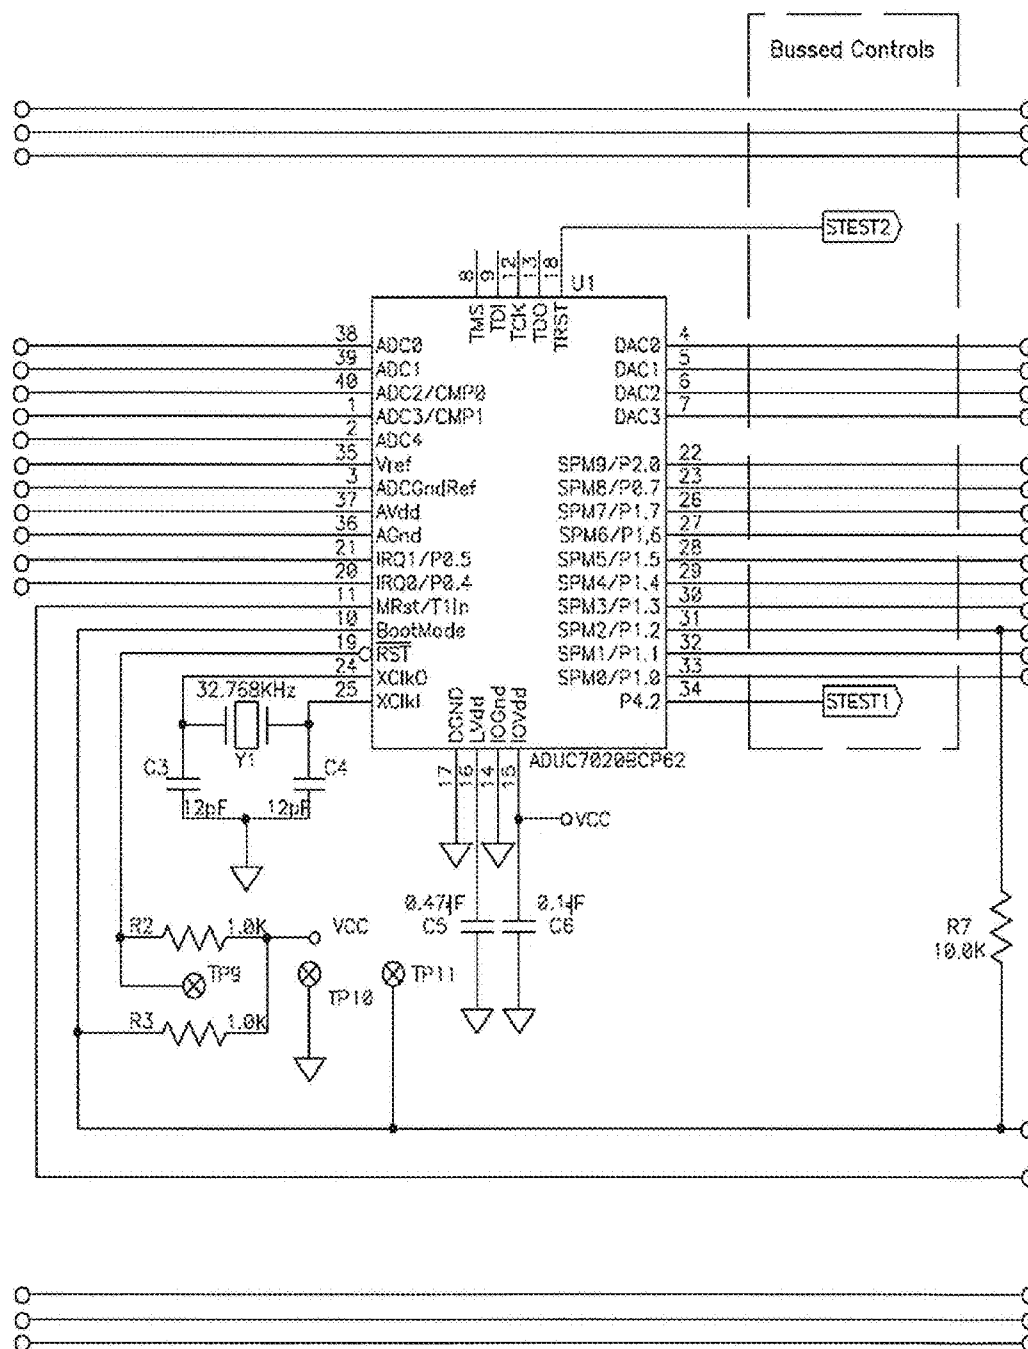 Bussed Controls
STEST2
8
9
12
13
18
U1
TMS
TDI
TCK
TDO
TRST
38
ADC0
DAC0
4
39
ADC1
DAC1
5
40
ADC2/CMP0
DAC2
6
1
ADC3/CMP1
DAC3
7
2
ADC4
35
Vref
SPM9/P2.0
22
3
ADCGndRef
SPM8/P0.7
23
37
AVdd
SPM7/P1.7
26
36
AGnd
SPM6/P1,6
27
21
IRQ1/P0.5
SPM5/P1.5
28
20
IRQ0/P0.4
SPM4/P1.4
29
11
MRst/T1In
SPM3/P1.3
30
10
BootMode
SPM2/P1.2
31
19
RST
SPM1/P1.1
32
24
XClkO
SPM0/P1.0
33
25
XClkI
P4.2
34
STEST1
32.768KHz
Y1
C3
C4
12pF
12pF
DGND
LVdd
IOGnd
IOVdd
17
16
14
15
ADUC7020BCP62
VCC
0.47µF
C5
0.1µF
C6
R2
1.0K
VCC
TP9
TP10
TP11
R3
1.0K
R7
10.0K